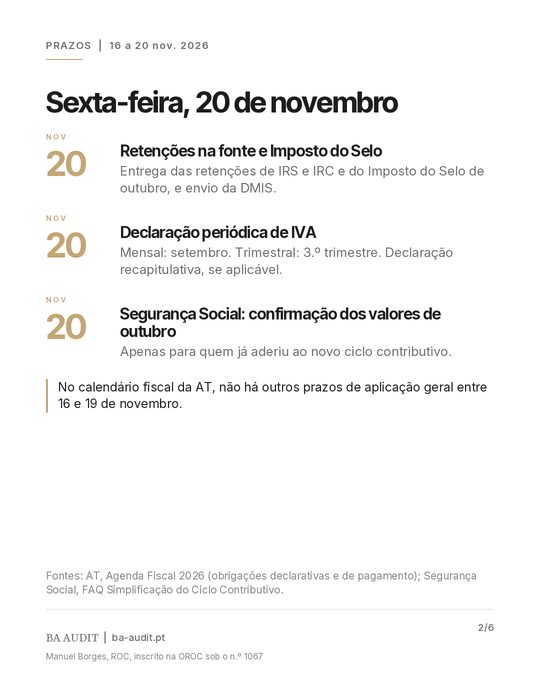 PRAZOS | 16 a 20 nov. 2026
Sexta-feira, 20 de novembro
NOV
20
Retenções na fonte e Imposto do Selo
Entrega das retenções de IRS e IRC e do Imposto do Selo de
outubro, e envio da DMIS.
NOV
20
Declaração periódica de IVA
Mensal: setembro. Trimestral: 3.º trimestre. Declaração
recapitulativa, se aplicável.
NOV
20
Segurança Social: confirmação dos valores de
outubro
Apenas para quem já aderiu ao novo ciclo contributivo.
No calendário fiscal da AT, não há outros prazos de aplicação geral entre
16 e 19 de novembro.
Fontes: AT, Agenda Fiscal 2026 (obrigações declarativas e de pagamento); Segurança
Social, FAQ Simplificação do Ciclo Contributivo.
2/6
BA AUDIT | ba-audit.pt
Manuel Borges, ROC, inscrito na OROC sob o n.º 1067